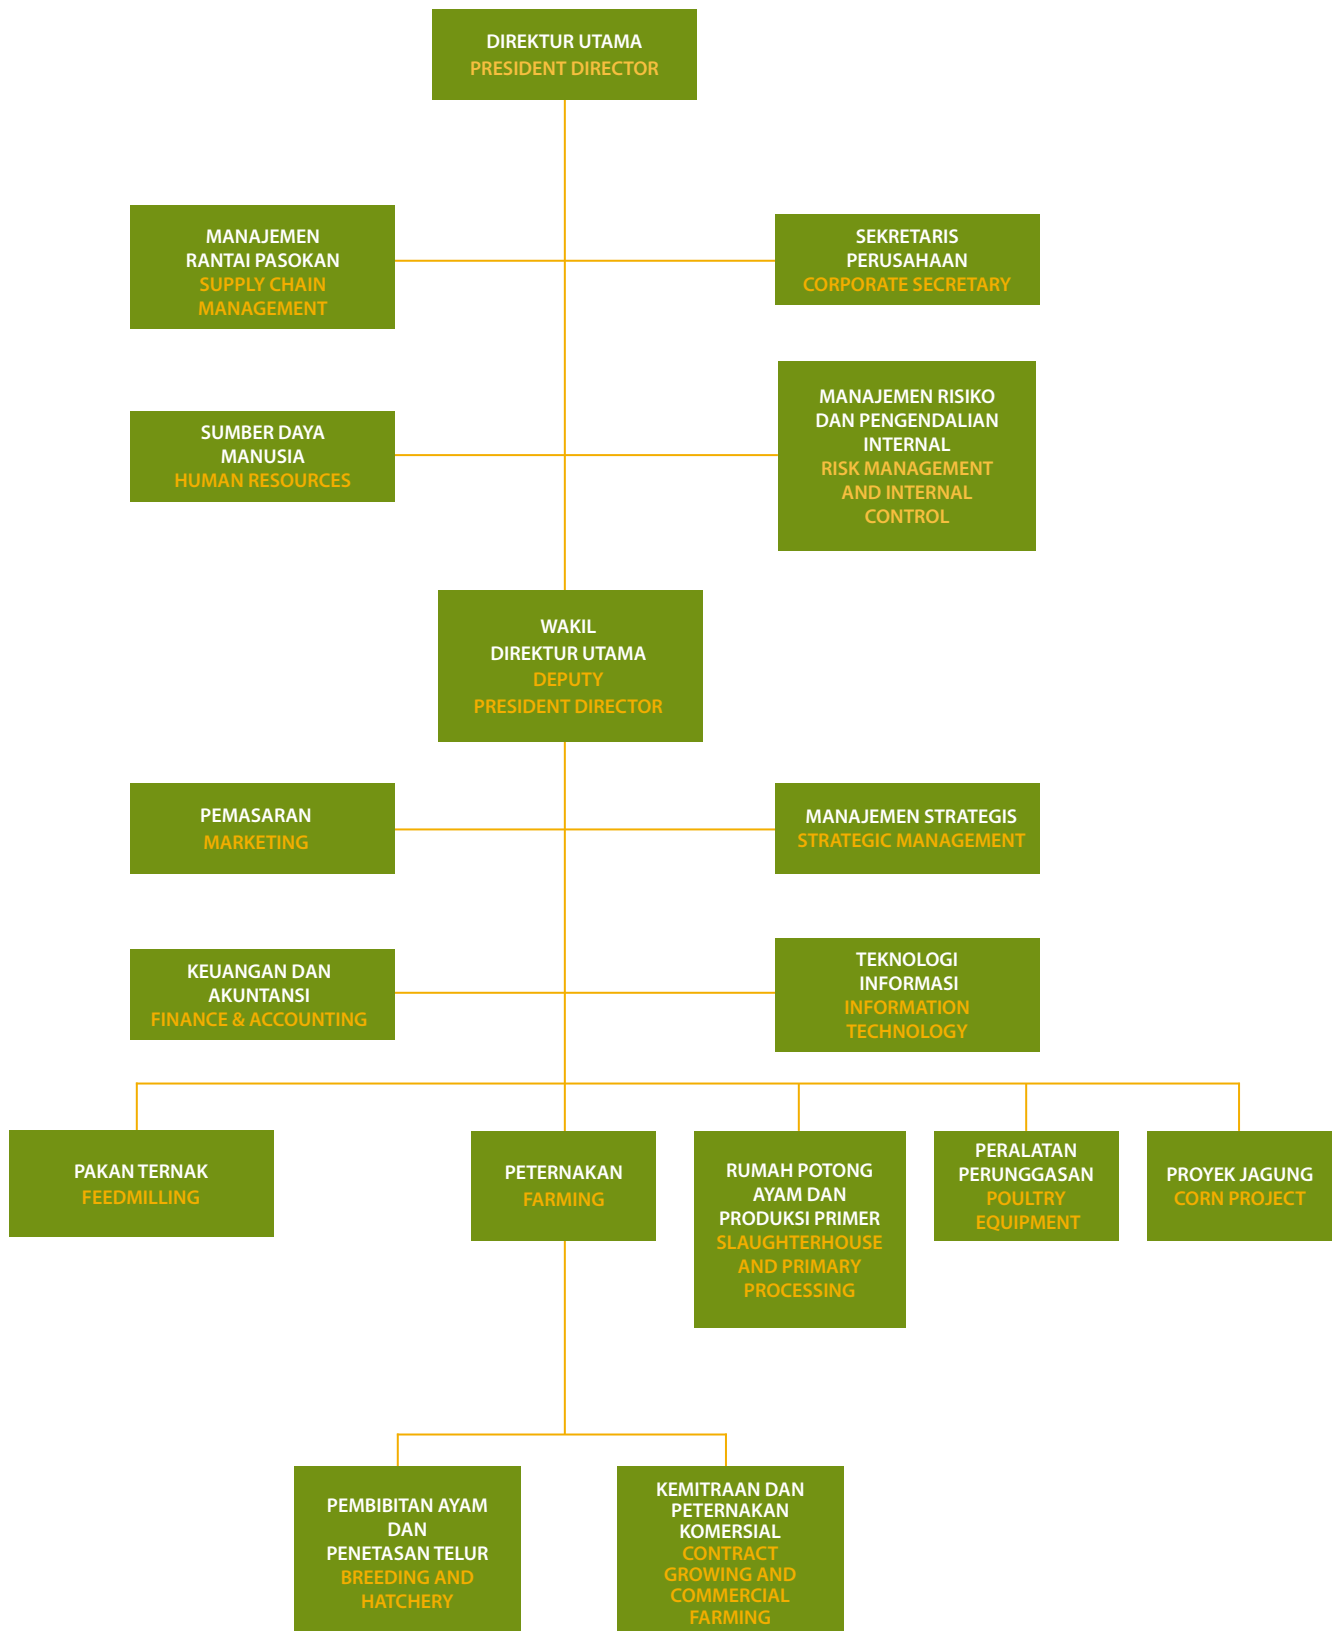 DIREKTUR UTAMA
PRESIDENT DIRECTOR
MANAJEMEN
RANTAI PASOKAN
SUPPLY CHAIN
MANAGEMENT
SEKRETARIS
PERUSAHAAN
CORPORATE SECRETARY
SUMBER DAYA
MANUSIA
HUMAN RESOURCES
MANAJEMEN RISIKO
DAN PENGENDALIAN
INTERNAL
RISK MANAGEMENT
AND INTERNAL
CONTROL
WAKIL
DIREKTUR UTAMA
DEPUTY
PRESIDENT DIRECTOR
PEMASARAN
MARKETING
MANAJEMEN STRATEGIS
STRATEGIC MANAGEMENT
KEUANGAN DAN
AKUNTANSI
FINANCE & ACCOUNTING
TEKNOLOGI
INFORMASI
INFORMATION
TECHNOLOGY
PAKAN TERNAK
FEEDMILLING
PETERNAKAN
FARMING
RUMAH POTONG
AYAM DAN
PRODUKSI PRIMER
SLAUGHTERHOUSE
AND PRIMARY
PROCESSING
PERALATAN
PERUNGGASAN
POULTRY
EQUIPMENT
PROYEK JAGUNG
CORN PROJECT
PEMBIBITAN AYAM
DAN
PENETASAN TELUR
BREEDING AND
HATCHERY
KEMITRAAN DAN
PETERNAKAN
KOMERSIAL
CONTRACT
GROWING AND
COMMERCIAL
FARMING